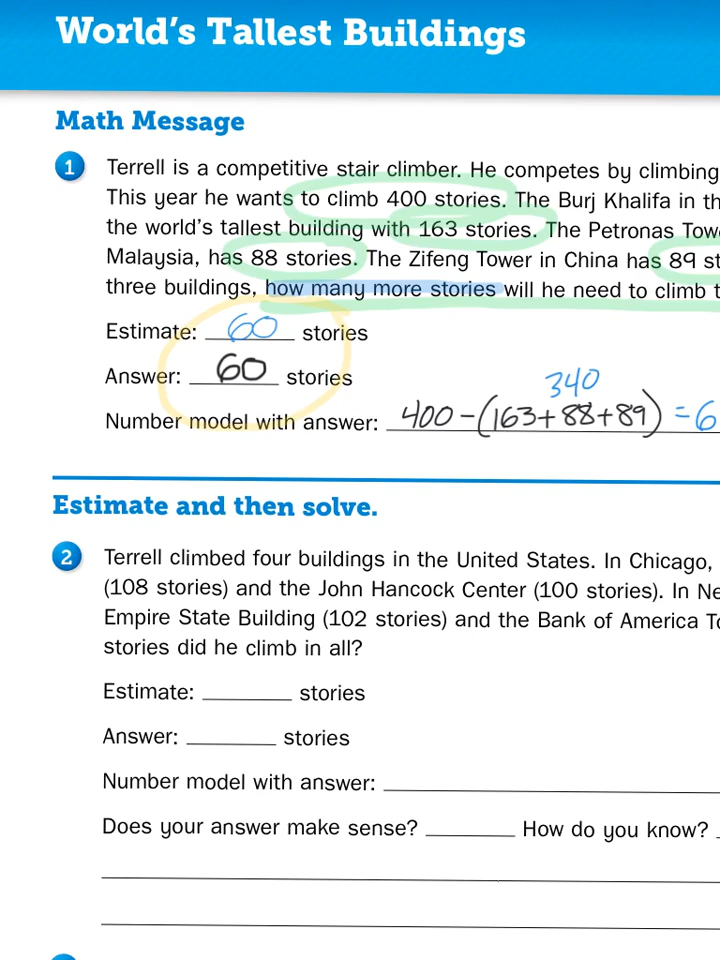 World's Tallest Buildings
Math Message
1 Terrell is a competitive stair climber. He competes by climbing
This year he wants to climb 400 stories. The Burj Khalifa in
the world's tallest building with 163 stories. The Petronas
Malaysia, has 88 stories. The Zifeng Tower in China has 89
three buildings, how many more stories will he need to climb
Estimate: 60 stories
Answer: 60 stories
340
Number model with answer: 400-(163+88+89) = 6
Estimate and then solve.
2 Terrell climbed four buildings in the United States. In Chicago,
(108 stories) and the John Hancock Center (100 stories). In
Empire State Building (102 stories) and the Bank of America
stories did he climb in all?
Estimate: ________ stories
Answer: ________ stories
Number model with answer:
Does your answer make sense? ________ How do you know?